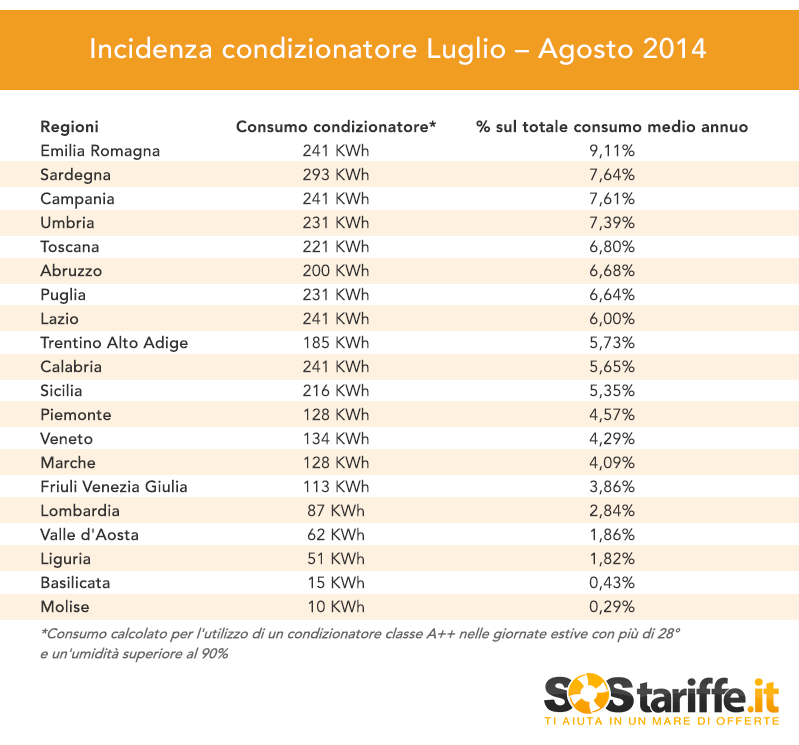 Incidenza condizionatore Luglio – Agosto 2014
Regioni Consumo condizionatore* % sul totale consumo medio annuo
Emilia Romagna 241 KWh 9,11%
Sardegna 293 KWh 7,64%
Campania 241 KWh 7,61%
Umbria 231 KWh 7,39%
Toscana 221 KWh 6,80%
Abruzzo 200 KWh 6,68%
Puglia 231 KWh 6,64%
Lazio 241 KWh 6,00%
Trentino Alto Adige 185 KWh 5,73%
Calabria 241 KWh 5,65%
Sicilia 216 KWh 5,35%
Piemonte 128 KWh 4,57%
Veneto 134 KWh 4,29%
Marche 128 KWh 4,09%
Friuli Venezia Giulia 113 KWh 3,86%
Lombardia 87 KWh 2,84%
Valle d'Aosta 62 KWh 1,86%
Liguria 51 KWh 1,82%
Basilicata 15 KWh 0,43%
Molise 10 KWh 0,29%
*Consumo calcolato per l'utilizzo di un condizionatore classe A++ nelle giornate estive con più di 28°
e un'umidità superiore al 90%
SOStariffe.it
TI AIUTA IN UN MARE DI OFFERTE